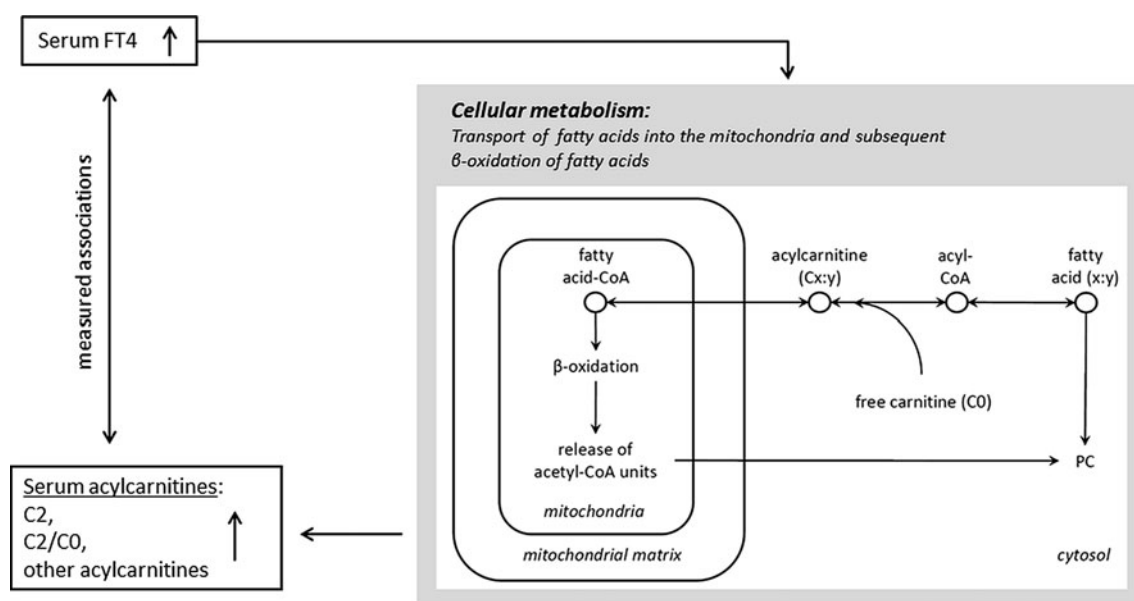 Serum FT4
Cellular metabolism:
Transport of fatty acids into the mitochondria and subsequent
β-oxidation of fatty acids
measured associations
fatty
acid-CoA
acylcarnitine
(Cx:y)
acyl-
CoA
fatty
acid (x:y)
β-oxidation
free carnitine (C0)
release of
acetyl-CoA units
PC
mitochondria
mitochondrial matrix
cytosol
Serum acylcarnitines:
C2,
C2/C0,
other acylcarnitines